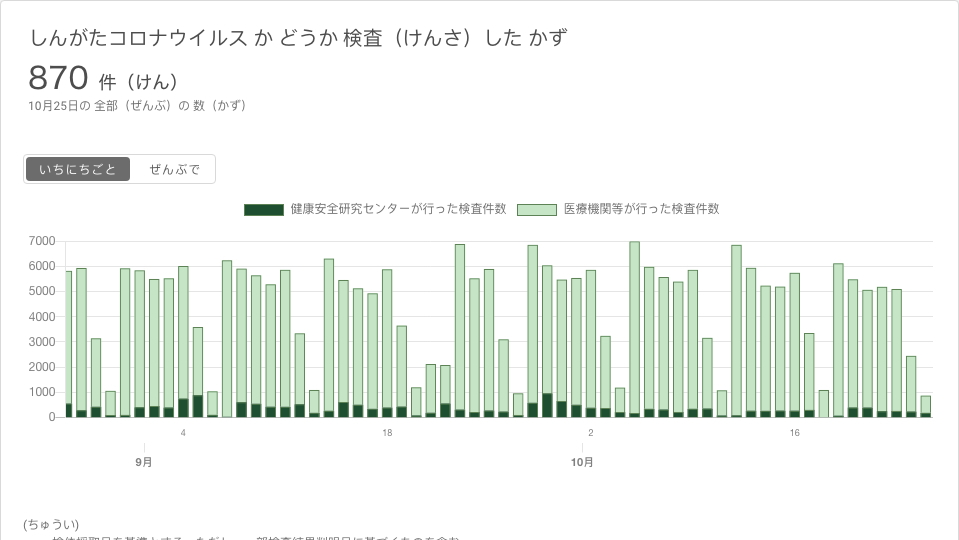 しんがたコロナウイルス か どうか 検査（けんさ）した かず
870 件（けん）
10月25日の 全部（ぜんぶ）の 数（かず）
いちにちごと ぜんぶで
健康安全研究センターが行った検査件数 医療機関等が行った検査件数
7000
6000
5000
4000
3000
2000
1000
0
4 18 2 16
9月 10月
(ちゅうい)